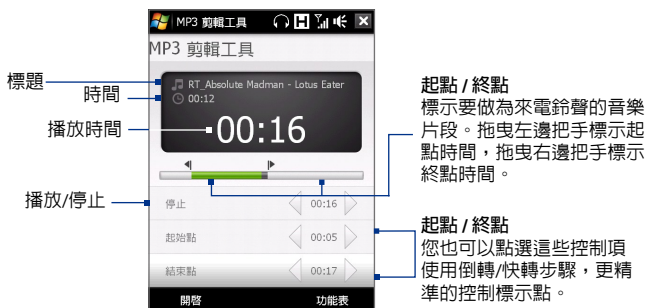 MP3 剪輯工具
MP3 剪輯工具
RT_Absolute Madman - Lotus Eater
00:12
00:16
停止
00:16
起始點
00:05
結束點
00:17
開啓
功能表
標題
時間
播放時間
播放/停止
起點 / 終點
標示要做為來電鈴聲的音樂
片段。拖曳左邊把手標示起
點時間，拖曳右邊把手標示
終點時間。
起點 / 終點
您也可以點選這些控制項
使用倒轉/快轉步驟，更精
準的控制標示點。